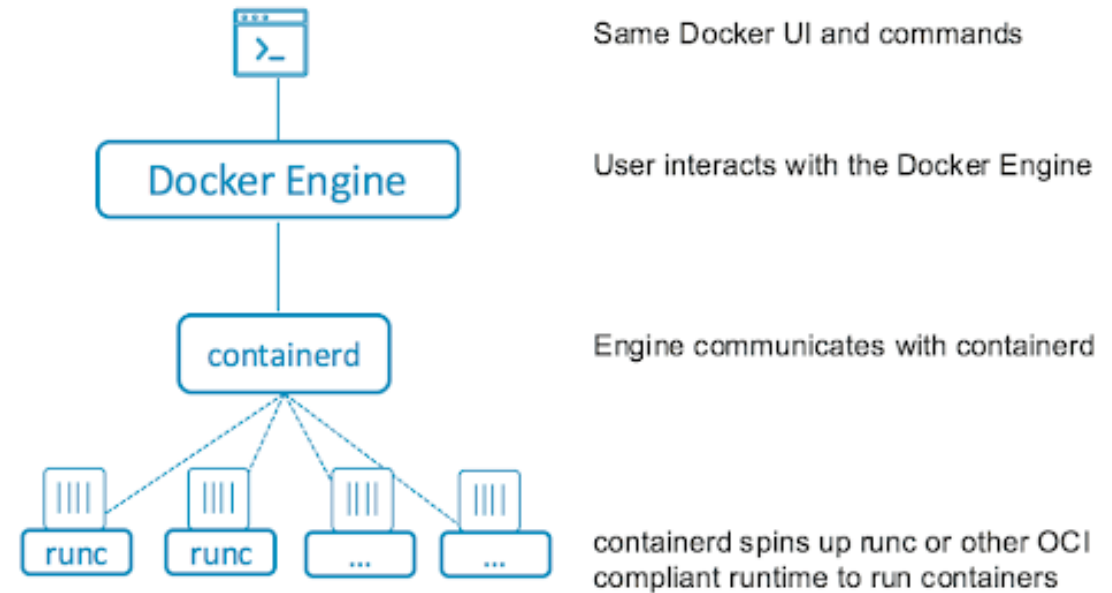 >_
Same Docker UI and commands
Docker Engine
User interacts with the Docker Engine
containerd
Engine communicates with containerd
runc
runc
...
...
containerd spins up runc or other OCI
compliant runtime to run containers